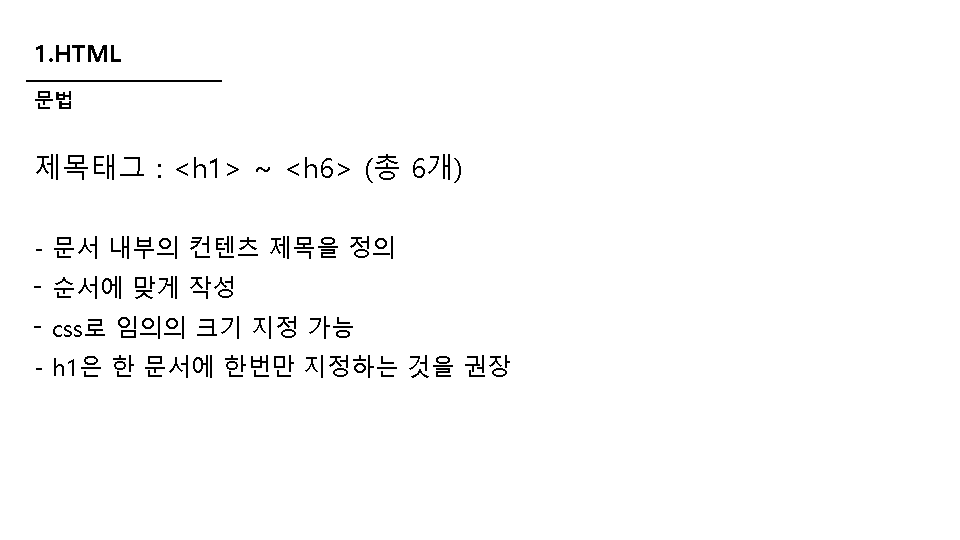 1.HTML
문법
제목태그 : <h1> ~ <h6> (총 6개)
- 문서 내부의 컨텐츠 제목을 정의
- 순서에 맞게 작성
- css로 임의의 크기 지정 가능
- h1은 한 문서에 한번만 지정하는 것을 권장